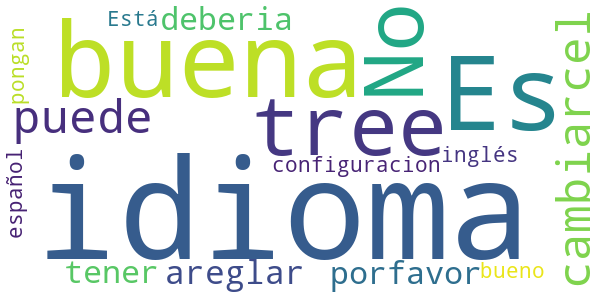 Está deberia
pongan
buena No Es
puede tree
cambiarcel
configuracion inglés
español
idioma
tener areglar porfavor bueno